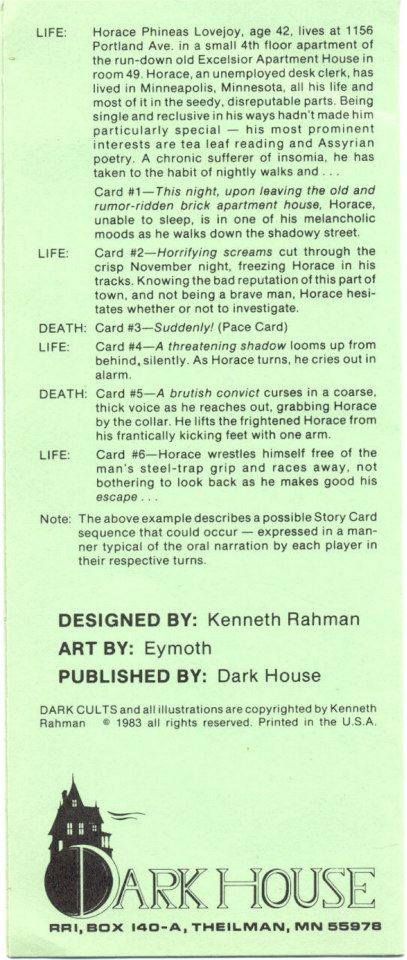 LIFE: Horace Phineas Lovejoy, age 42, lives at 1156
Portland Ave. in a small 4th floor apartment of
the run-down old Excelsior Apartment House in
room 49. Horace, an unemployed desk clerk, has
lived in Minneapolis, Minnesota, all his life and
most of it in the seedy, disreputable parts. Being
single and reclusive in his ways hadn't made him
particularly special — his most prominent
interests are tea leaf reading and Assyrian
poetry. A chronic sufferer of insomia, he has
taken to the habit of nightly walks and . . .
Card #1—This night, upon leaving the old and
rumor-ridden brick apartment house, Horace,
unable to sleep, is in one of his melancholic
moods as he walks down the shadowy street.
LIFE: Card #2—Horrifying screams cut through the
crisp November night, freezing Horace in his
tracks. Knowing the bad reputation of this part of
town, and not being a brave man, Horace hesi-
tates whether or not to investigate.
DEATH: Card #3—Suddenly! (Pace Card)
LIFE: Card #4—A threatening shadow looms up from
behind, silently. As Horace turns, he cries out in
alarm.
DEATH: Card #5—A brutish convict curses in a coarse,
thick voice as he reaches out, grabbing Horace
by the collar. He lifts the frightened Horace from
his frantically kicking feet with one arm.
LIFE: Card #6—Horace wrestles himself free of the
man's steel-trap grip and races away, not
bothering to look back as he makes good his
escape . . .
Note: The above example describes a possible Story Card
sequence that could occur — expressed in a man-
ner typical of the oral narration by each player in
their respective turns.
DESIGNED BY: Kenneth Rahman
ART BY: Eymoth
PUBLISHED BY: Dark House
DARK CULTS and all illustrations are copyrighted by Kenneth
Rahman © 1983 all rights reserved. Printed in the U.S.A.
DARK HOUSE
RR1, BOX 140-A, THEILMAN, MN 55978